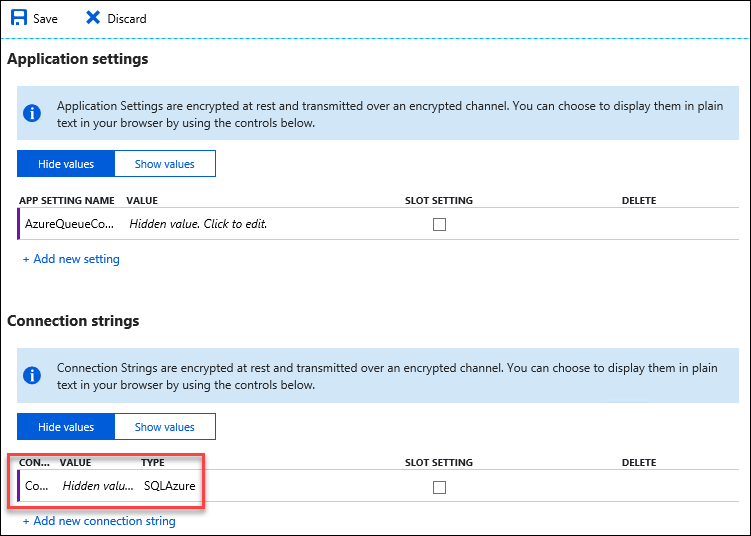 Save Discard
Application settings
Application Settings are encrypted at rest and transmitted over an encrypted channel. You can choose to display them in plain
text in your browser by using the controls below.
Hide values Show values
APP SETTING NAME VALUE SLOT SETTING DELETE
AzureQueueCo... Hidden value. Click to edit.
+ Add new setting
Connection strings
Connection Strings are encrypted at rest and transmitted over an encrypted channel. You can choose to display them in plain
text in your browser by using the controls below.
Hide values Show values
CON... VALUE TYPE SLOT SETTING DELETE
Co... Hidden valu... SQLAzure
+ Add new connection string